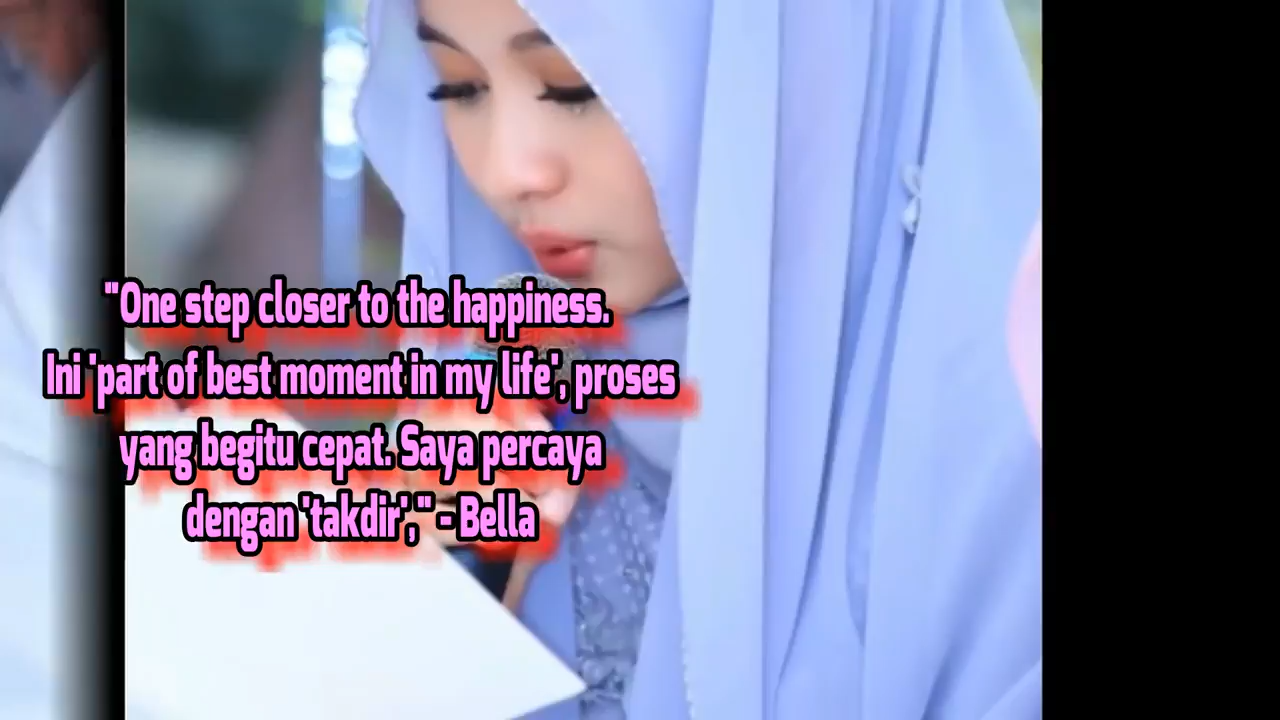 "One step closer to the happiness.
Ini 'part of best moment in my life', proses
yang begitu cepat. Saya percaya
dengan 'takdir'," - Bella